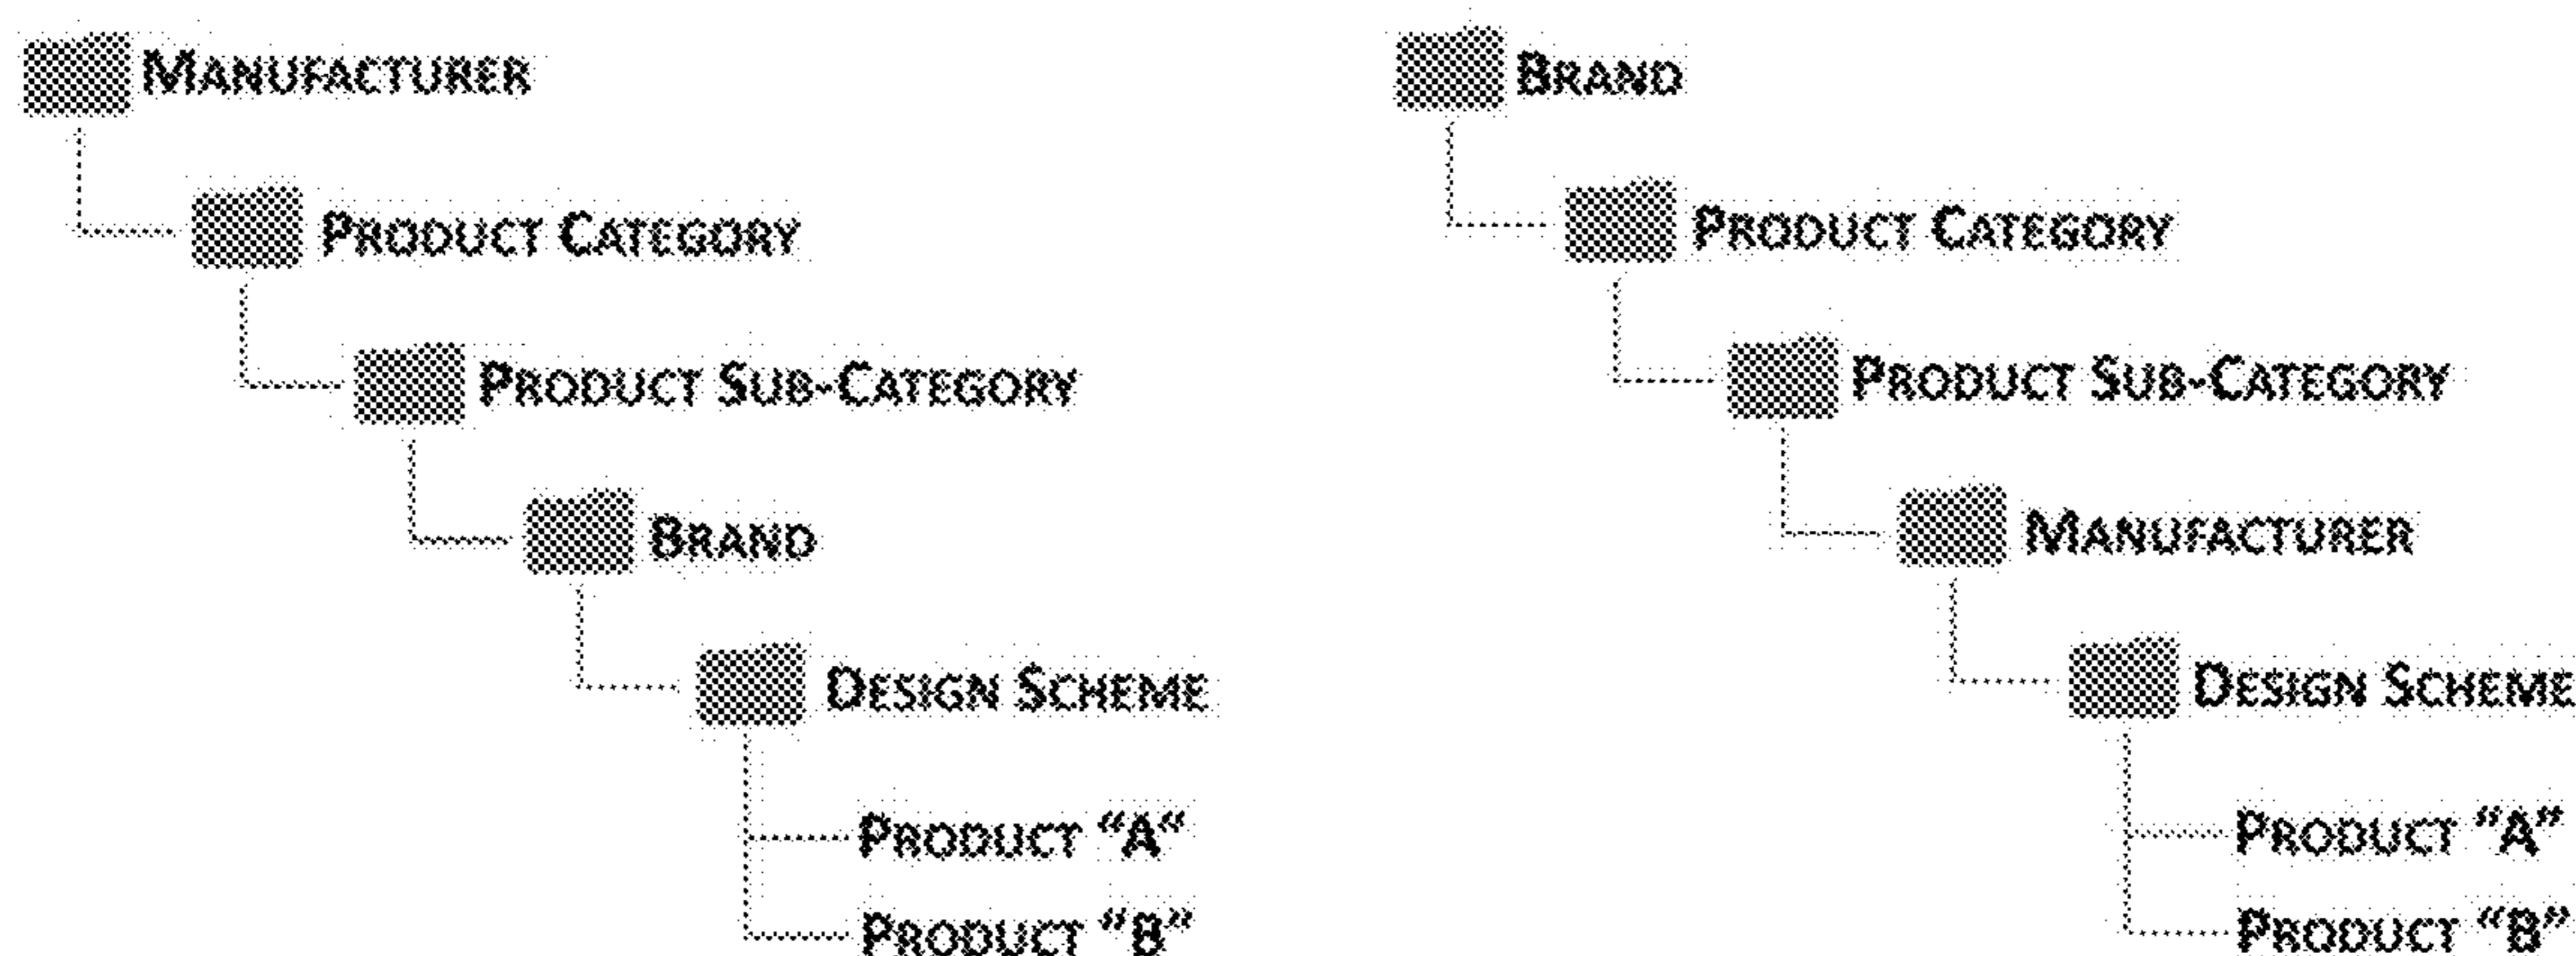 MANUFACTURER
PRODUCT CATEGORY
PRODUCT SUB-CATEGORY
BRAND
DESIGN SCHEME
PRODUCT “A“
PRODUCT “B”
BRAND
PRODUCT CATEGORY
PRODUCT SUB-CATEGORY
MANUFACTURER
DESIGN SCHEME
PRODUCT “A”
PRODUCT “B”